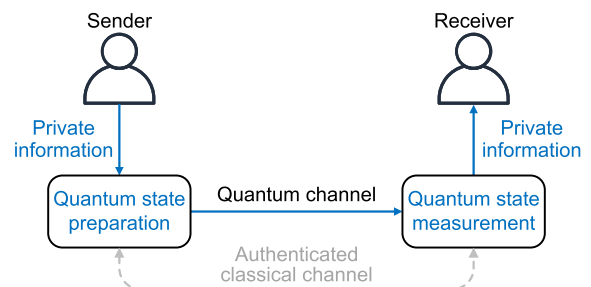 Sender
Receiver
Private
information
Private
information
Quantum state
preparation
Quantum channel
Quantum state
measurement
Authenticated
classical channel